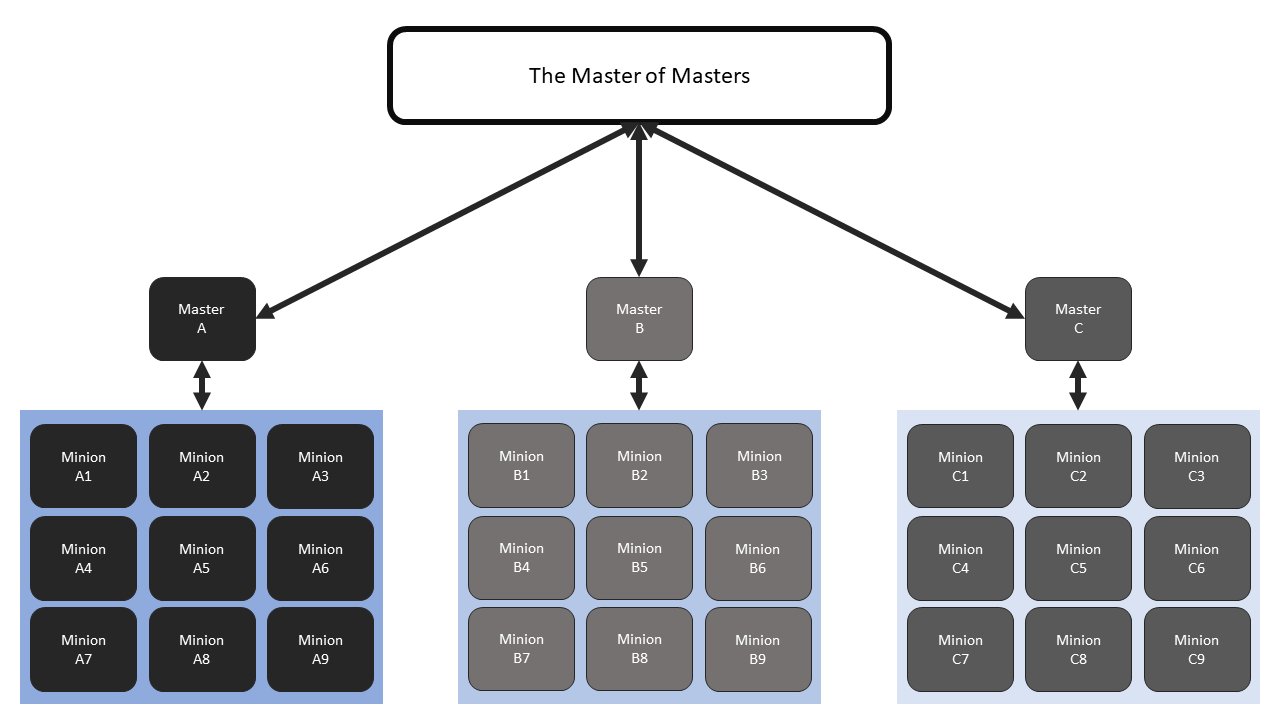 The Master of Masters
Master
A
Master
B
Master
C
Minion
A1
Minion
A2
Minion
A3
Minion
A4
Minion
A5
Minion
A6
Minion
A7
Minion
A8
Minion
A9
Minion
B1
Minion
B2
Minion
B3
Minion
B4
Minion
B5
Minion
B6
Minion
B7
Minion
B8
Minion
B9
Minion
C1
Minion
C2
Minion
C3
Minion
C4
Minion
C5
Minion
C6
Minion
C7
Minion
C8
Minion
C9